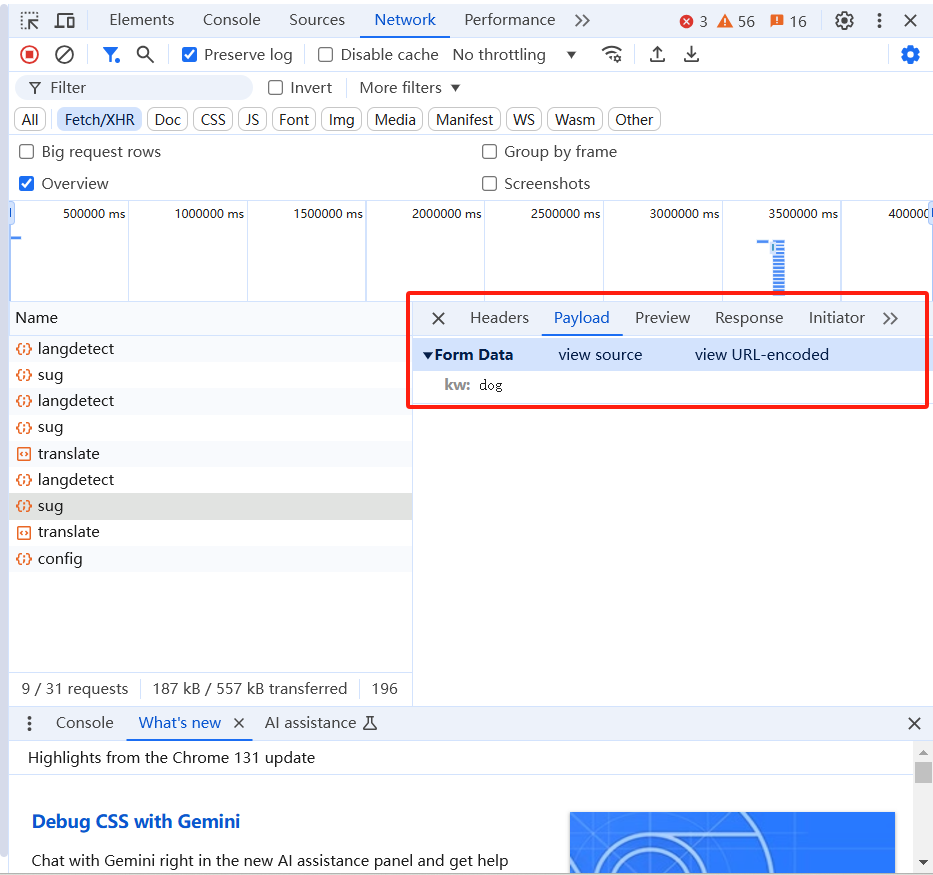 Elements Console Sources Network Performance 3 56 16
Preserve log Disable cache No throttling
Filter Invert More filters
All Fetch/XHR Doc CSS JS Font Img Media Manifest WS Wasm Other
Big request rows Group by frame
Overview Screenshots
500000 ms 1000000 ms 1500000 ms 2000000 ms 2500000 ms 3000000 ms 3500000 ms 400000
Name
langdetect
sug
langdetect
sug
translate
langdetect
sug
translate
config
Headers Payload Preview Response Initiator
Form Data view source view URL-encoded
kw: dog
9 / 31 requests 187 kB / 557 kB transferred 196
Console What's new AI assistance
Highlights from the Chrome 131 update
Debug CSS with Gemini
Chat with Gemini right in the new AI assistance panel and get help